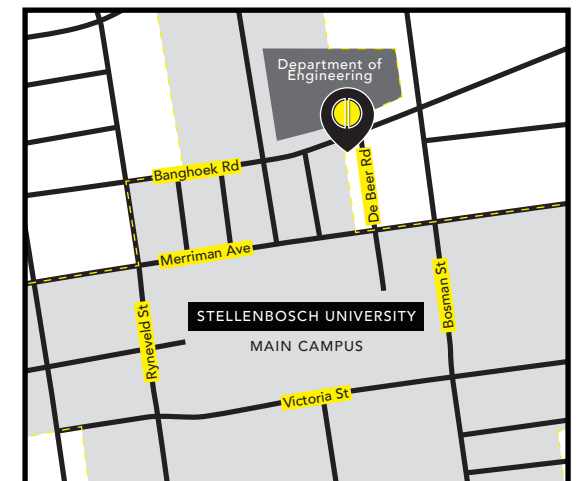 Department of
Engineering
Banghoek Rd
De Beer Rd
Merriman Ave
Bosman St
Ryneveld St
STELLENBOSCH UNIVERSITY
MAIN CAMPUS
Victoria St